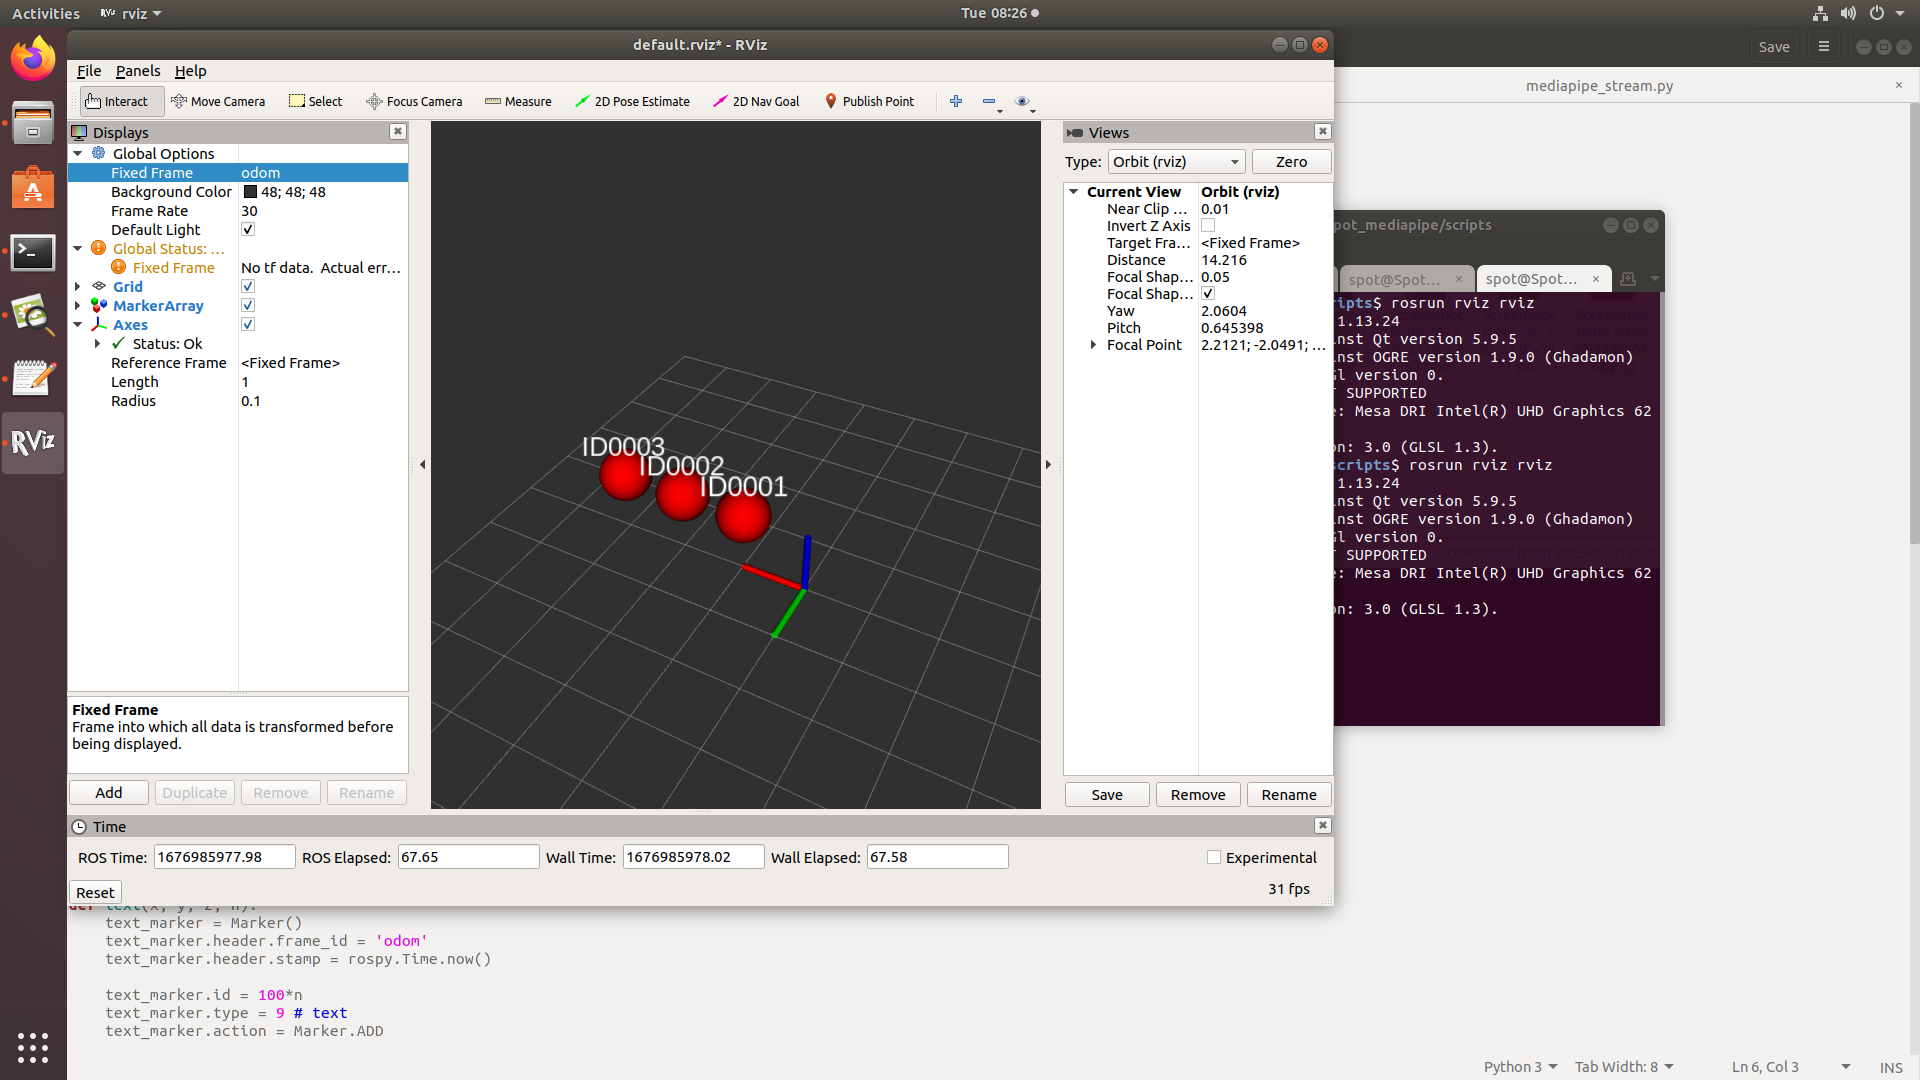 Activities
rviz
Tue 08:26
default.rviz* - RViz
Save
File Panels Help
mediapipe_stream.py
Interact Move Camera Select Focus Camera Measure 2D Pose Estimate 2D Nav Goal Publish Point
Displays
Global Options
Fixed Frame odom
Background Color 48; 48; 48
Frame Rate 30
Default Light
Global Status: ...
Fixed Frame No tf data. Actual err...
Grid
MarkerArray
Axes
Status: Ok
Reference Frame <Fixed Frame>
Length 1
Radius 0.1
Fixed Frame
Frame into which all data is transformed before
being displayed.
Add Duplicate Remove Rename
ID0003
ID0002
ID0001
Views
Type: Orbit (rviz) Zero
Current View Orbit (rviz)
Near Clip ... 0.01
Invert Z Axis
Target Fra... <Fixed Frame>
Distance 14.216
Focal Shap... 0.05
Focal Shap...
Yaw 2.0604
Pitch 0.645398
Focal Point 2.2121; -2.0491; ...
Save Remove Rename
pot_mediapipe/scripts
spot@Spot... spot@Spot...
ipts$ rosrun rviz rviz
1.13.24
nst Qt version 5.9.5
nst OGRE version 1.9.0 (Ghadamon)
l version 0.
SUPPORTED
: Mesa DRI Intel(R) UHD Graphics 62
on: 3.0 (GLSL 1.3).
cripts$ rosrun rviz rviz
1.13.24
nst Qt version 5.9.5
nst OGRE version 1.9.0 (Ghadamon)
l version 0.
SUPPORTED
: Mesa DRI Intel(R) UHD Graphics 62
on: 3.0 (GLSL 1.3).
RViz
Time
ROS Time: 1676985977.98 ROS Elapsed: 67.65 Wall Time: 1676985978.02 Wall Elapsed: 67.58 Experimental
Reset
31 fps
def text(x, y, z, n):
text_marker = Marker()
text_marker.header.frame_id = 'odom'
text_marker.header.stamp = rospy.Time.now()
text_marker.id = 100*n
text_marker.type = 9 # text
text_marker.action = Marker.ADD
Python 3 Tab Width: 8 Ln 6, Col 3 INS